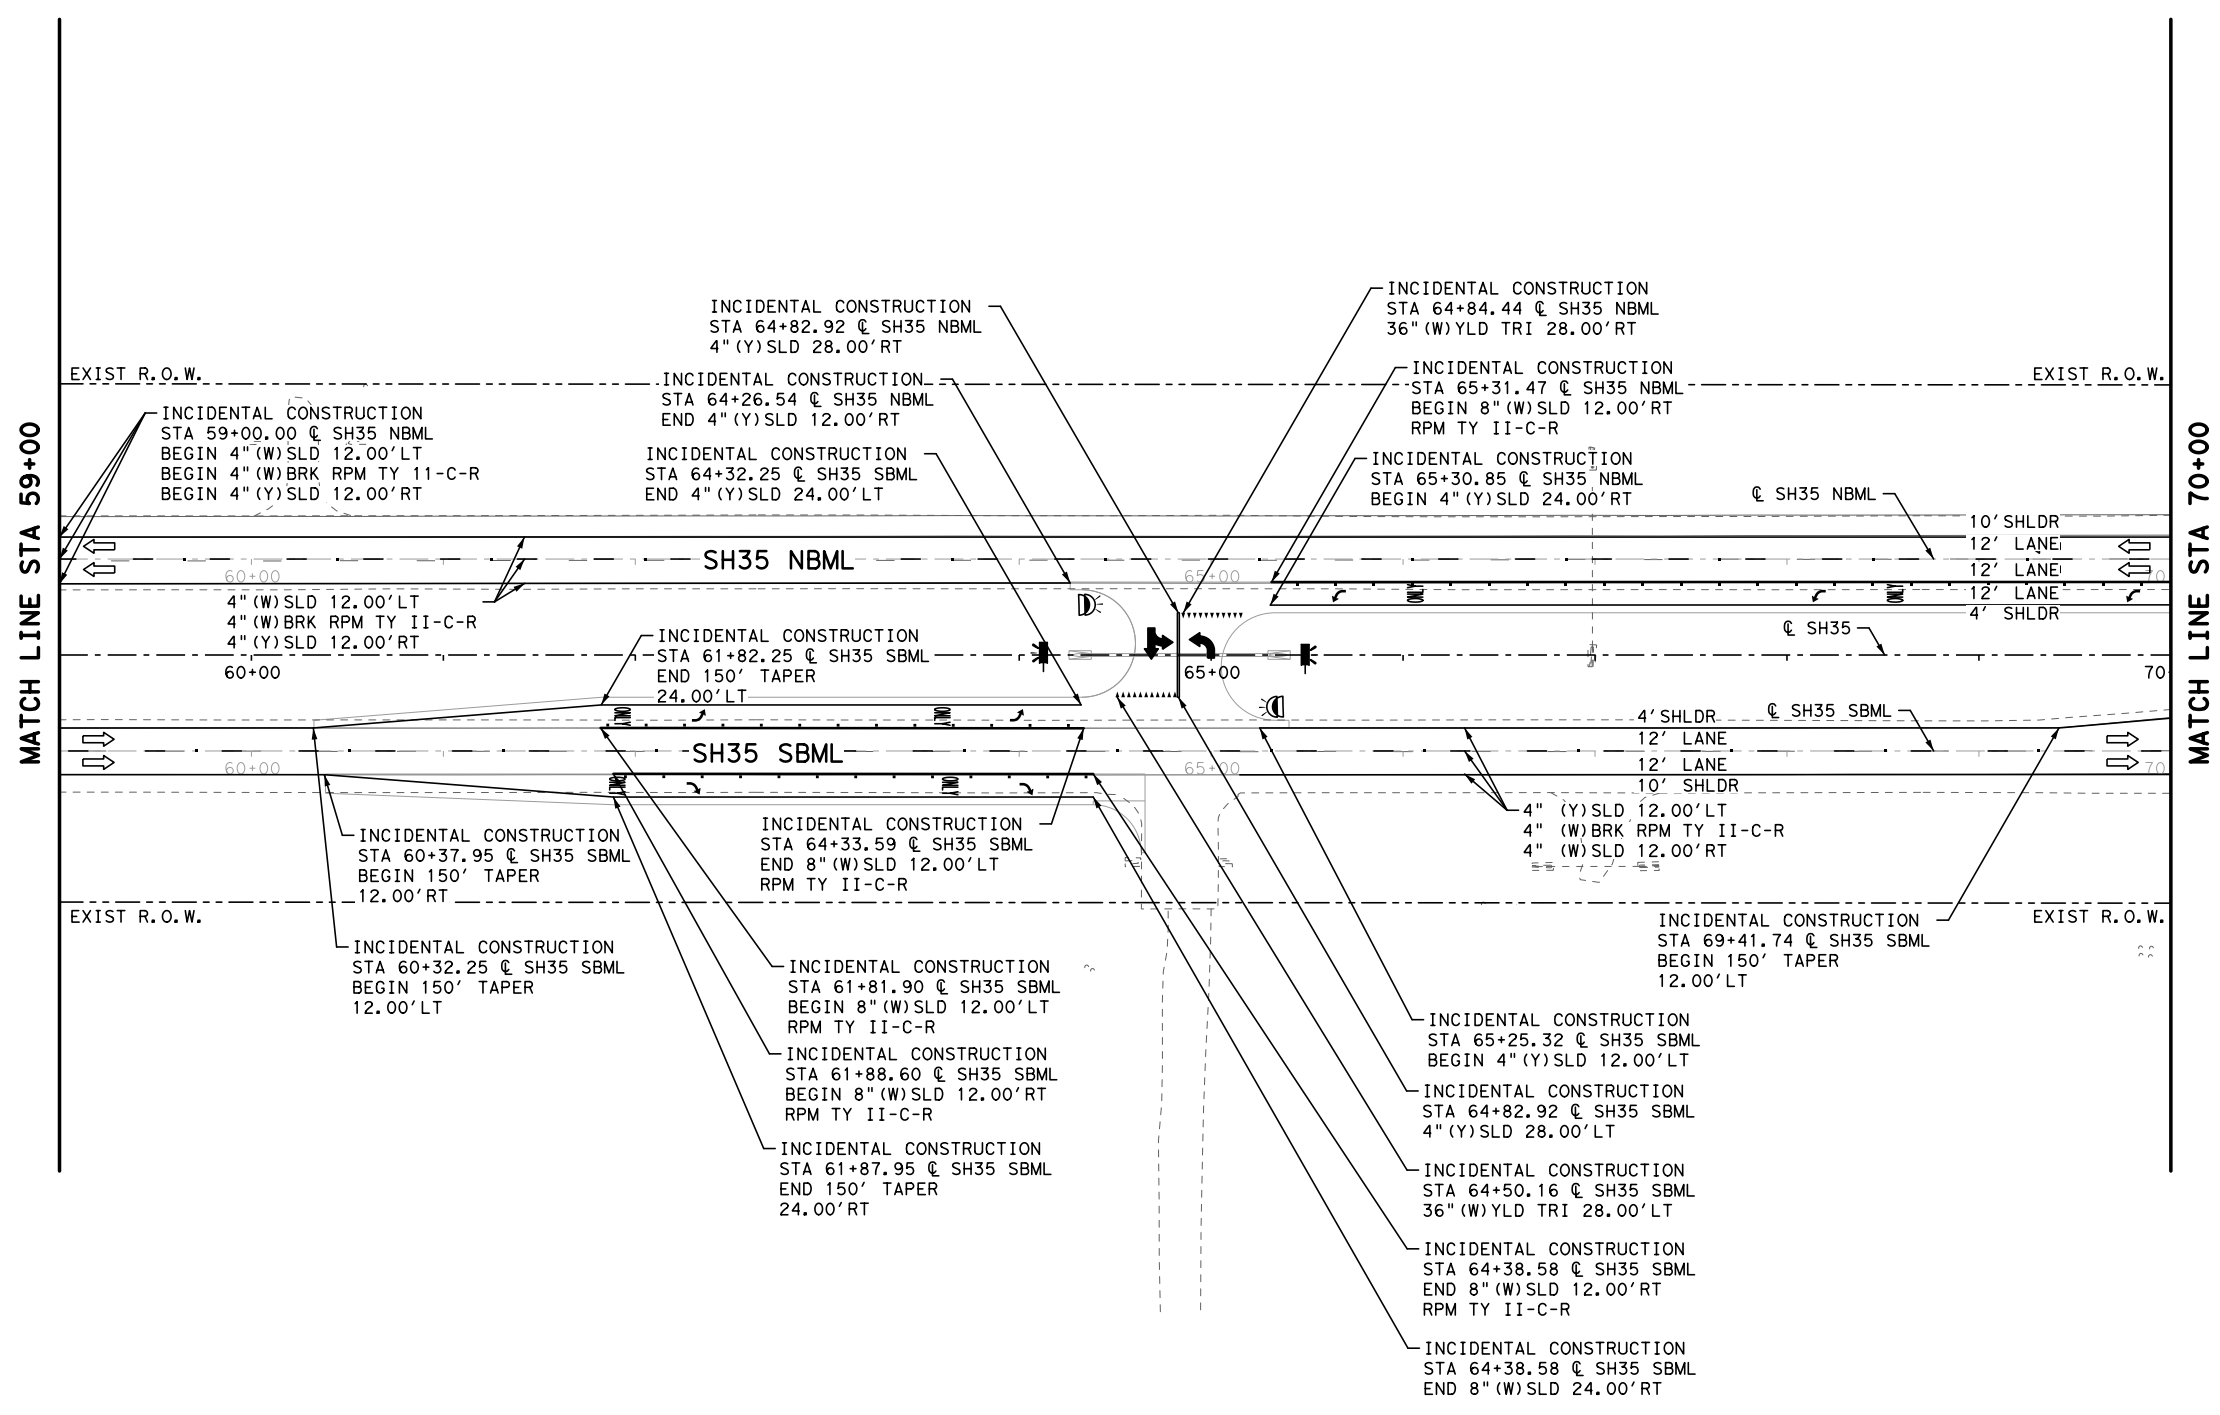 INCIDENTAL CONSTRUCTION
STA 64+82.92 ℄ SH35 NBML
4"(Y)SLD 28.00'RT
INCIDENTAL CONSTRUCTION
STA 64+84.44 ℄ SH35 NBML
36"(W)YLD TRI 28.00'RT
EXIST R.O.W.
INCIDENTAL CONSTRUCTION
STA 64+26.54 ℄ SH35 NBML
END 4"(Y)SLD 12.00'RT
INCIDENTAL CONSTRUCTION
STA 65+31.47 ℄ SH35 NBML
BEGIN 8"(W)SLD 12.00'RT
RPM TY II-C-R
EXIST R.O.W.
INCIDENTAL CONSTRUCTION
STA 59+00.00 ℄ SH35 NBML
BEGIN 4"(W)SLD 12.00'LT
BEGIN 4"(W)BRK RPM TY 11-C-R
BEGIN 4"(Y)SLD 12.00'RT
INCIDENTAL CONSTRUCTION
STA 64+32.25 ℄ SH35 SBML
END 4"(Y)SLD 24.00'LT
INCIDENTAL CONSTRUCTION
STA 65+30.85 ℄ SH35 NBML
BEGIN 4"(Y)SLD 24.00'RT
℄ SH35 NBML
MATCH LINE STA 59+00
MATCH LINE STA 70+00
10'SHLDR
12' LANE
12' LANE
12' LANE
4' SHLDR
SH35 NBML
60+00
65+00
70
ONLY
ONLY
4"(W)SLD 12.00'LT
4"(W)BRK RPM TY II-C-R
4"(Y)SLD 12.00'RT
℄ SH35
INCIDENTAL CONSTRUCTION
STA 61+82.25 ℄ SH35 SBML
END 150' TAPER
24.00'LT
60+00
65+00
70
ONLY
ONLY
4'SHLDR
℄ SH35 SBML
12' LANE
12' LANE
10' SHLDR
SH35 SBML
60+00
65+00
70
ONLY
ONLY
4" (Y)SLD 12.00'LT
4" (W)BRK RPM TY II-C-R
4" (W)SLD 12.00'RT
INCIDENTAL CONSTRUCTION
STA 60+37.95 ℄ SH35 SBML
BEGIN 150' TAPER
12.00'RT
INCIDENTAL CONSTRUCTION
STA 64+33.59 ℄ SH35 SBML
END 8"(W)SLD 12.00'LT
RPM TY II-C-R
EXIST R.O.W.
EXIST R.O.W.
INCIDENTAL CONSTRUCTION
STA 60+32.25 ℄ SH35 SBML
BEGIN 150' TAPER
12.00'LT
INCIDENTAL CONSTRUCTION
STA 69+41.74 ℄ SH35 SBML
BEGIN 150' TAPER
12.00'LT
INCIDENTAL CONSTRUCTION
STA 61+81.90 ℄ SH35 SBML
BEGIN 8"(W)SLD 12.00'LT
RPM TY II-C-R
INCIDENTAL CONSTRUCTION
STA 61+88.60 ℄ SH35 SBML
BEGIN 8"(W)SLD 12.00'RT
RPM TY II-C-R
INCIDENTAL CONSTRUCTION
STA 61+87.95 ℄ SH35 SBML
END 150' TAPER
24.00'RT
INCIDENTAL CONSTRUCTION
STA 65+25.32 ℄ SH35 SBML
BEGIN 4"(Y)SLD 12.00'LT
INCIDENTAL CONSTRUCTION
STA 64+82.92 ℄ SH35 SBML
4"(Y)SLD 28.00'LT
INCIDENTAL CONSTRUCTION
STA 64+50.16 ℄ SH35 SBML
36"(W)YLD TRI 28.00'LT
INCIDENTAL CONSTRUCTION
STA 64+38.58 ℄ SH35 SBML
END 8"(W)SLD 12.00'RT
RPM TY II-C-R
INCIDENTAL CONSTRUCTION
STA 64+38.58 ℄ SH35 SBML
END 8"(W)SLD 24.00'RT